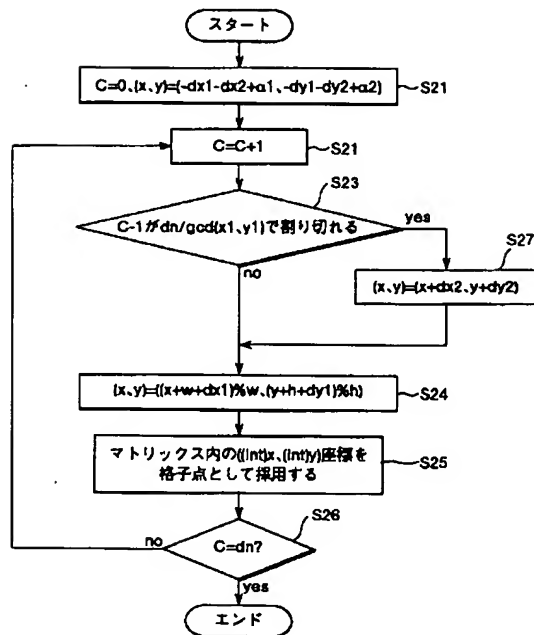 スタート
C=0、(x、y)=(-dx1-dx2+α1、-dy1-dy2+α2)
S21
C=C+1
S21
S23
C-1がdn/gcd(x1、y1)で割り切れる
yes
no
S27
(x、y)=(x+dx2、y+dy2)
(x、y)=((x+w+dx1)%w、(y+h+dy1)%h)
S24
マトリックス内の((int)x、(int)y)座標を
格子点として採用する
S25
S26
no
C=dn?
yes
エンド